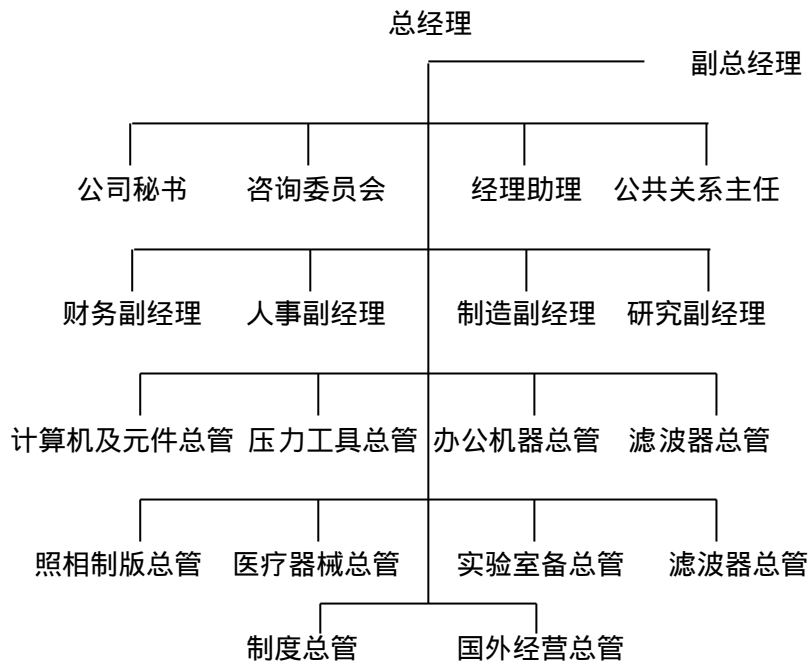 总经理
副总经理
公司秘书 咨询委员会 经理助理 公共关系主任
财务副经理 人事副经理 制造副经理 研究副经理
计算机及元件总管 压力工具总管 办公机器总管 滤波器总管
照相制版总管 医疗器械总管 实验室备总管 滤波器总管
制度总管 国外经营总管